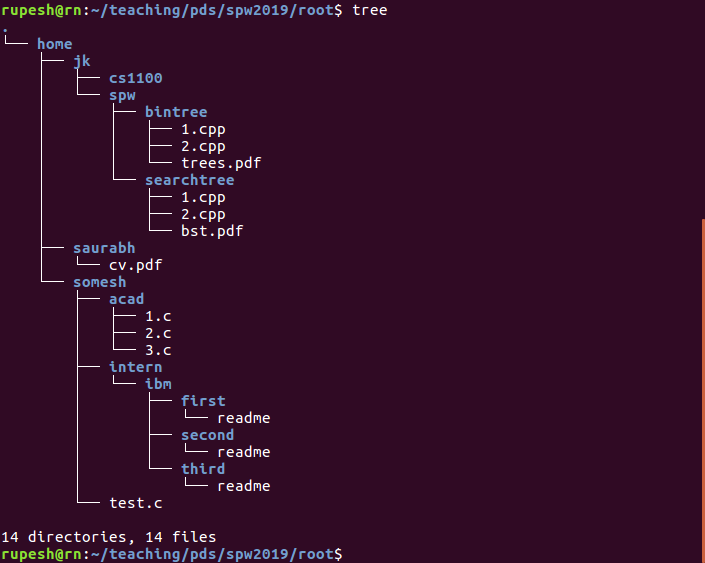 rupesh@rn:~/teaching/pds/spw2019/root$ tree
.
└── home
    ├── jk
    │   ├── cs1100
    │   └── spw
    │       ├── bintree
    │       │   ├── 1.cpp
    │       │   ├── 2.cpp
    │       │   └── trees.pdf
    │       └── searchtree
    │           ├── 1.cpp
    │           ├── 2.cpp
    │           └── bst.pdf
    ├── saurabh
    │   └── cv.pdf
    └── somesh
        ├── acad
        │   ├── 1.c
        │   ├── 2.c
        │   └── 3.c
        ├── intern
        │   └── ibm
        │       ├── first
        │       │   └── readme
        │       ├── second
        │       │   └── readme
        │       └── third
        │           └── readme
        └── test.c

14 directories, 14 files
rupesh@rn:~/teaching/pds/spw2019/root$